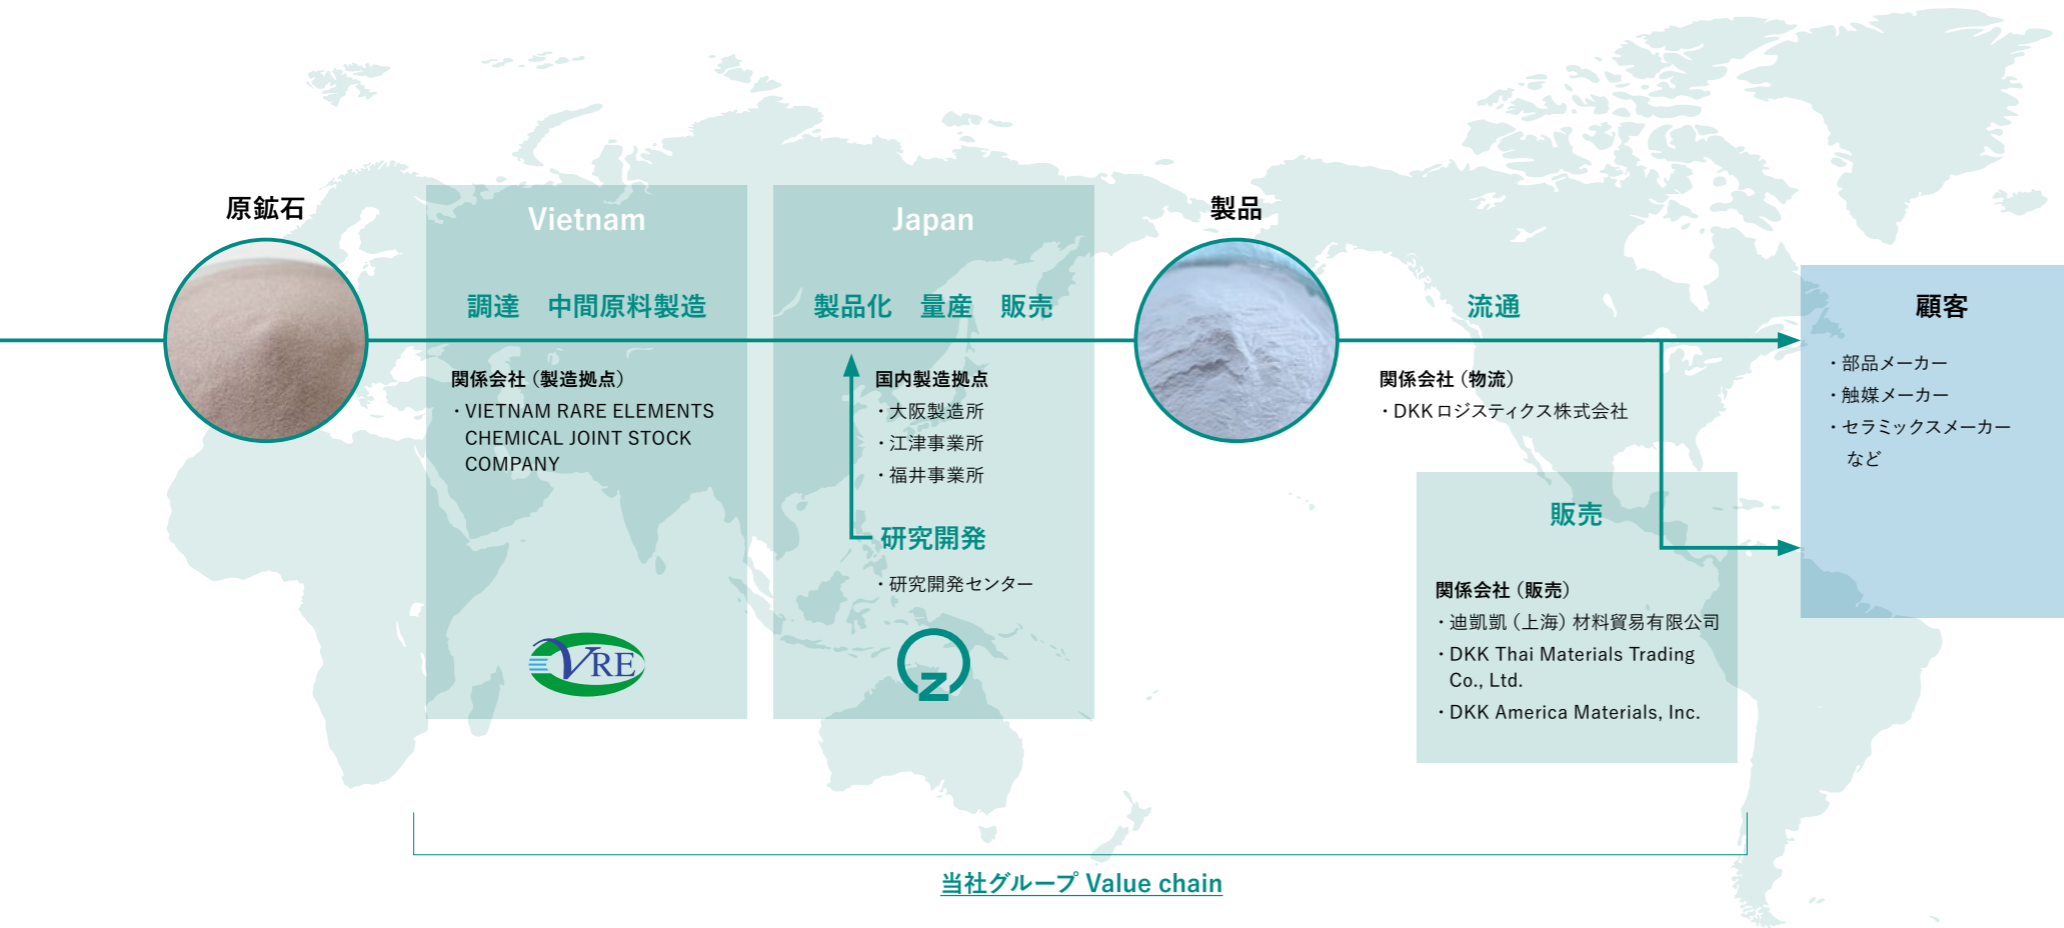 原鉱石
Vietnam
調達　中間原料製造
関係会社（製造拠点）
・VIETNAM RARE ELEMENTS
CHEMICAL JOINT STOCK
COMPANY
VRE
Japan
製品化　量産　販売
国内製造拠点
・大阪製造所
・江津事業所
・福井事業所
研究開発
・研究開発センター
Z
製品
流通
関係会社（物流）
・DKKロジスティクス株式会社
販売
関係会社（販売）
・迪凱凱（上海）材料貿易有限公司
・DKK Thai Materials Trading
Co., Ltd.
・DKK America Materials, Inc.
顧客
・部品メーカー
・触媒メーカー
・セラミックスメーカー
など
当社グループ Value chain